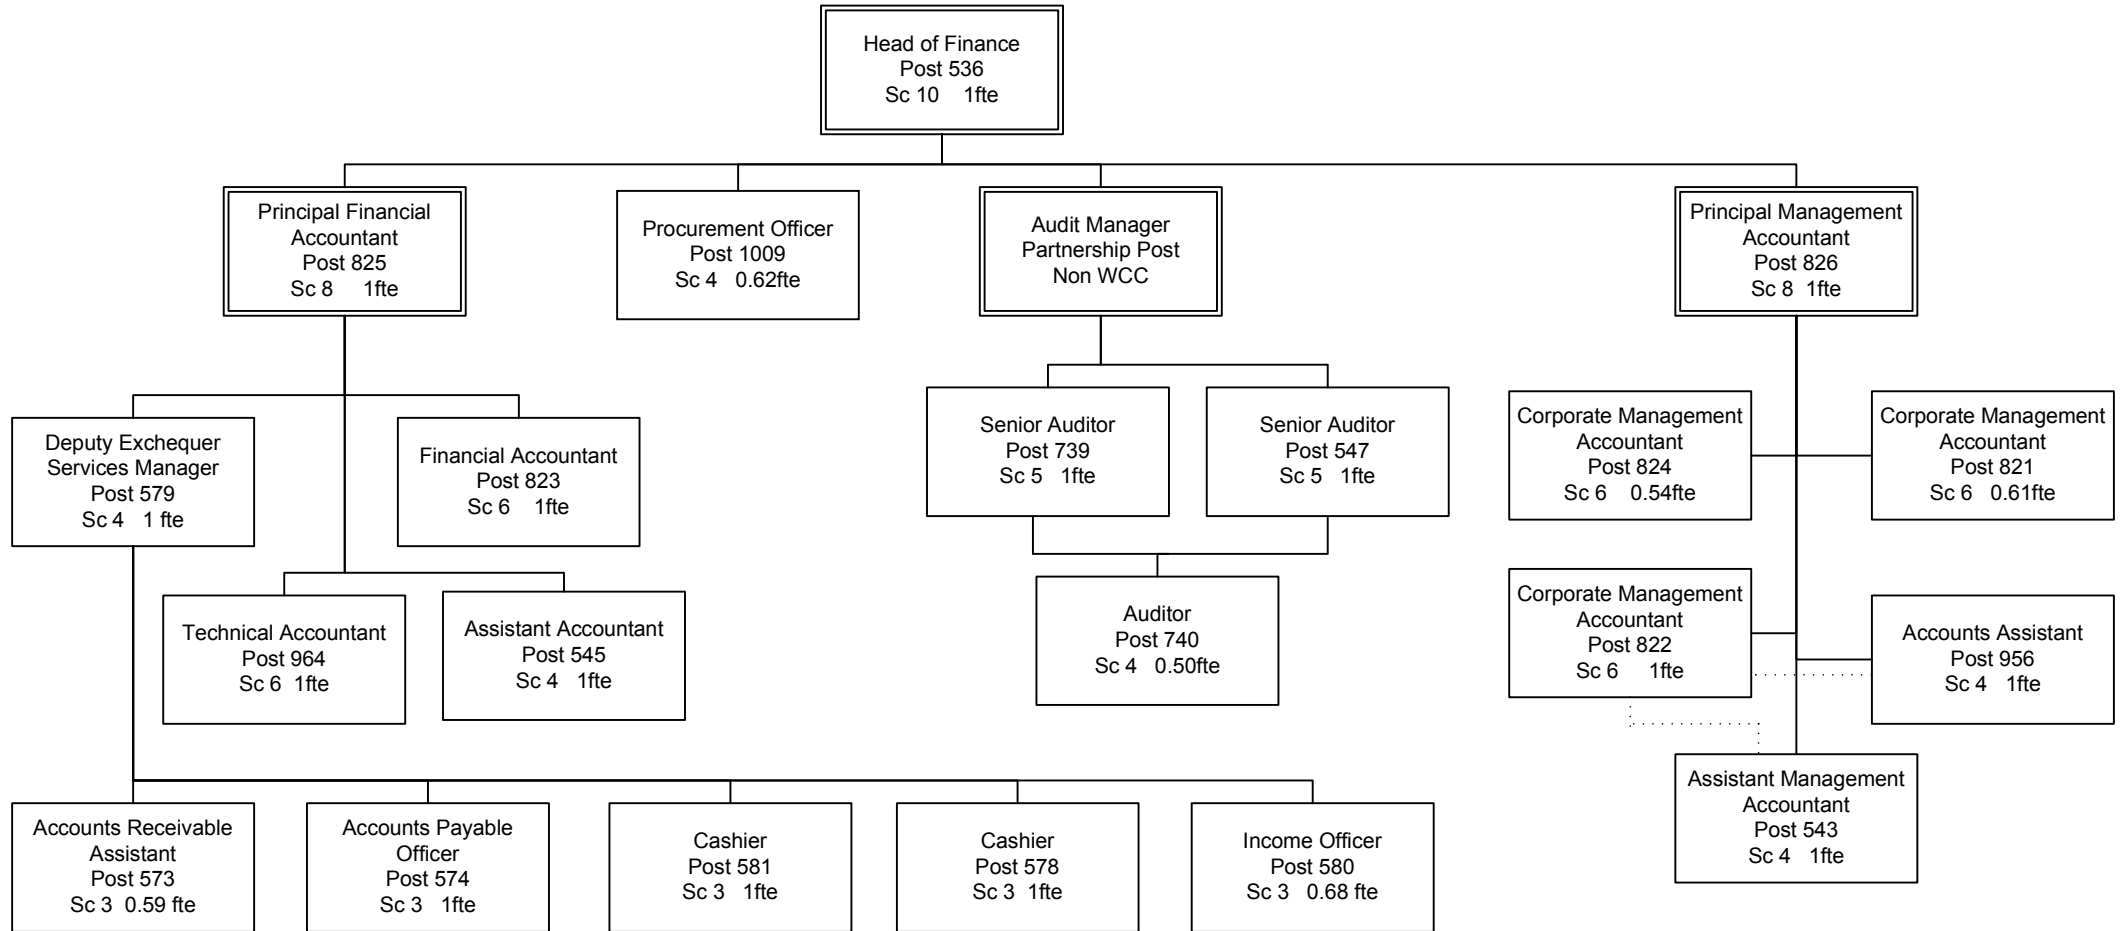 Head of Finance
Post 536
Sc 10 1fte
Principal Financial
Accountant
Post 825
Sc 8 1fte
Procurement Officer
Post 1009
Sc 4 0.62fte
Audit Manager
Partnership Post
Non WCC
Principal Management
Accountant
Post 826
Sc 8 1fte
Deputy Exchequer
Services Manager
Post 579
Sc 4 1 fte
Financial Accountant
Post 823
Sc 6 1fte
Senior Auditor
Post 739
Sc 5 1fte
Senior Auditor
Post 547
Sc 5 1fte
Corporate Management
Accountant
Post 824
Sc 6 0.54fte
Corporate Management
Accountant
Post 821
Sc 6 0.61fte
Technical Accountant
Post 964
Sc 6 1fte
Assistant Accountant
Post 545
Sc 4 1fte
Auditor
Post 740
Sc 4 0.50fte
Corporate Management
Accountant
Post 822
Sc 6 1fte
Accounts Assistant
Post 956
Sc 4 1fte
Assistant Management
Accountant
Post 543
Sc 4 1fte
Accounts Receivable
Assistant
Post 573
Sc 3 0.59 fte
Accounts Payable
Officer
Post 574
Sc 3 1fte
Cashier
Post 581
Sc 3 1fte
Cashier
Post 578
Sc 3 1fte
Income Officer
Post 580
Sc 3 0.68 fte